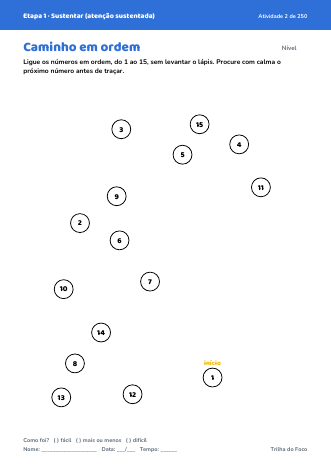 Etapa 1 · Sustentar (atenção sustentada)
Atividade 2 de 250
Caminho em ordem
Nível
Ligue os números em ordem, do 1 ao 15, sem levantar o lápis. Procure com calma o
próximo número antes de traçar.
15
3
4
5
11
9
2
6
7
10
14
8
início
1
12
13
Como foi? ( ) fácil ( ) mais ou menos ( ) difícil
Nome: ____________________ Data: ___/___ Tempo: ______
Trilha do Foco